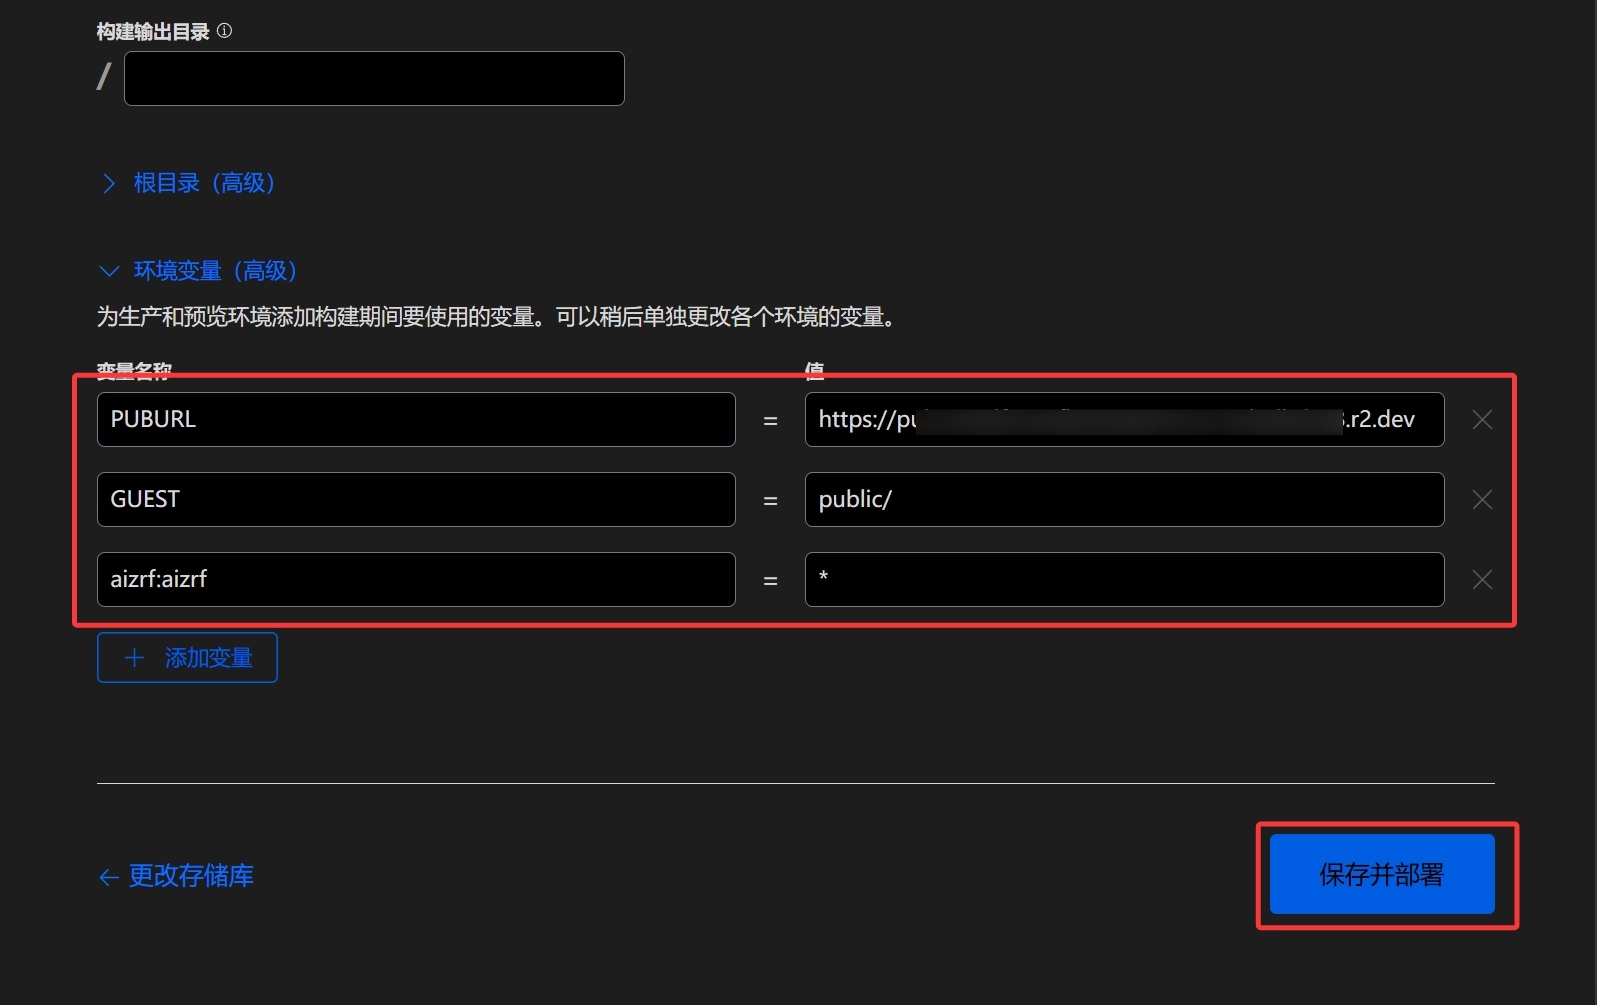 构建输出目录
/
根目录（高级）
环境变量（高级）
为生产和预览环境添加构建期间要使用的变量。可以稍后单独更改各个环境的变量。
变量名称 值
PUBURL = https://pu .r2.dev
GUEST = public/
aizrf:aizrf = *
添加变量
更改存储库
保存并部署